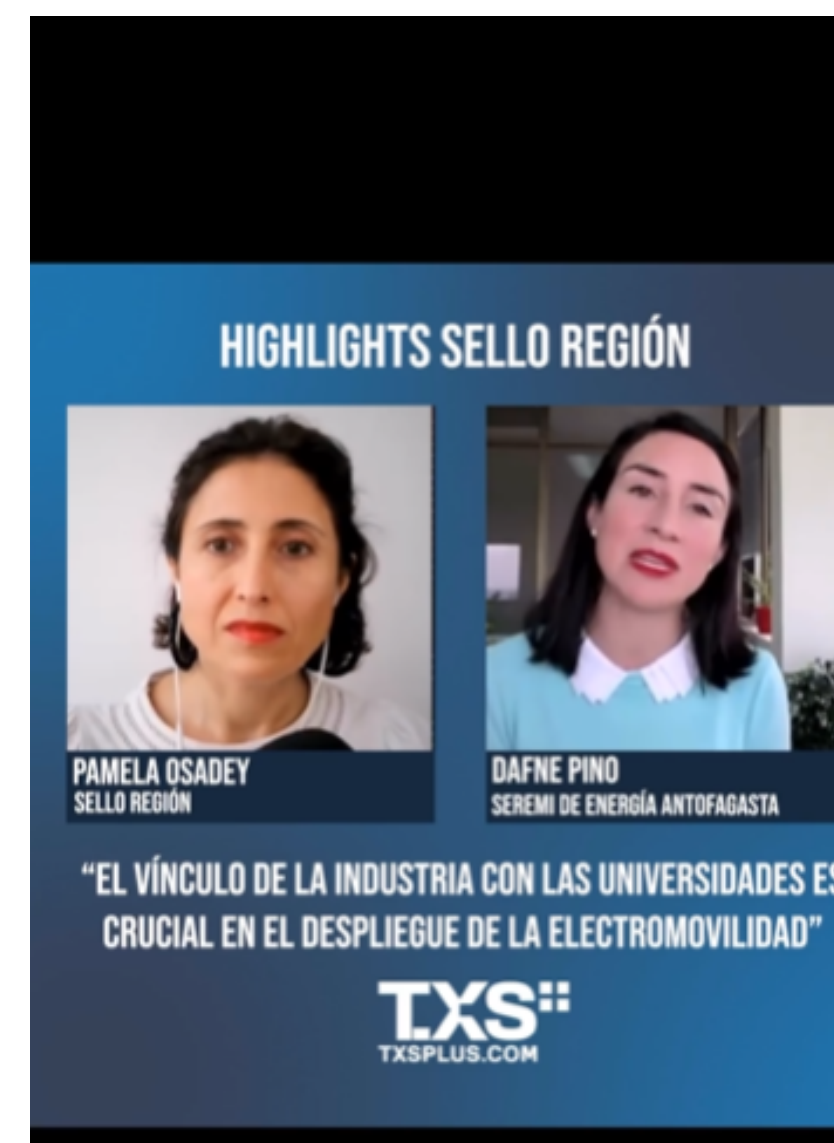 HIGHLIGHTS SELLO REGIÓN
PAMELA OSADEY
SELLO REGIÓN
DAFNE PINO
SEREMI DE ENERGÍA ANTOFAGASTA
“EL VÍNCULO DE LA INDUSTRIA CON LAS UNIVERSIDADES ES
CRUCIAL EN EL DESPLIEGUE DE LA ELECTROMOVILIDAD”
TXS
TXSPLUS.COM